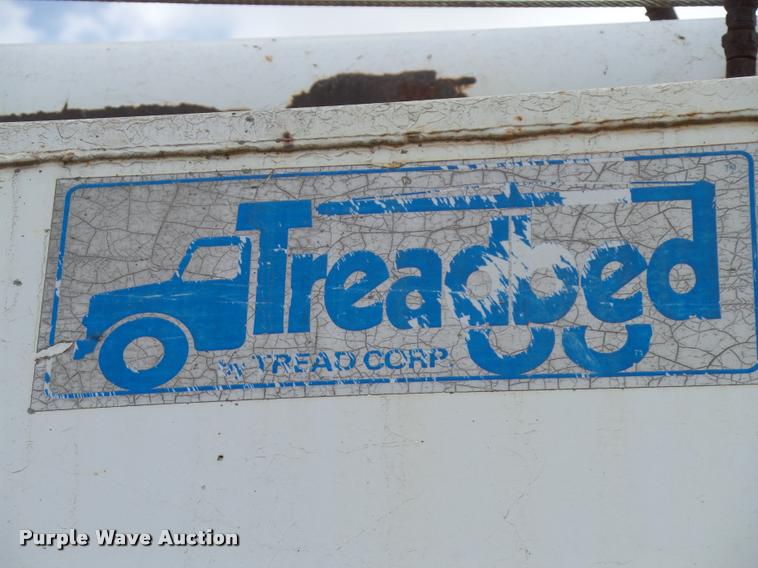 Treadbed
BY TREAD CORP
Purple Wave Auction